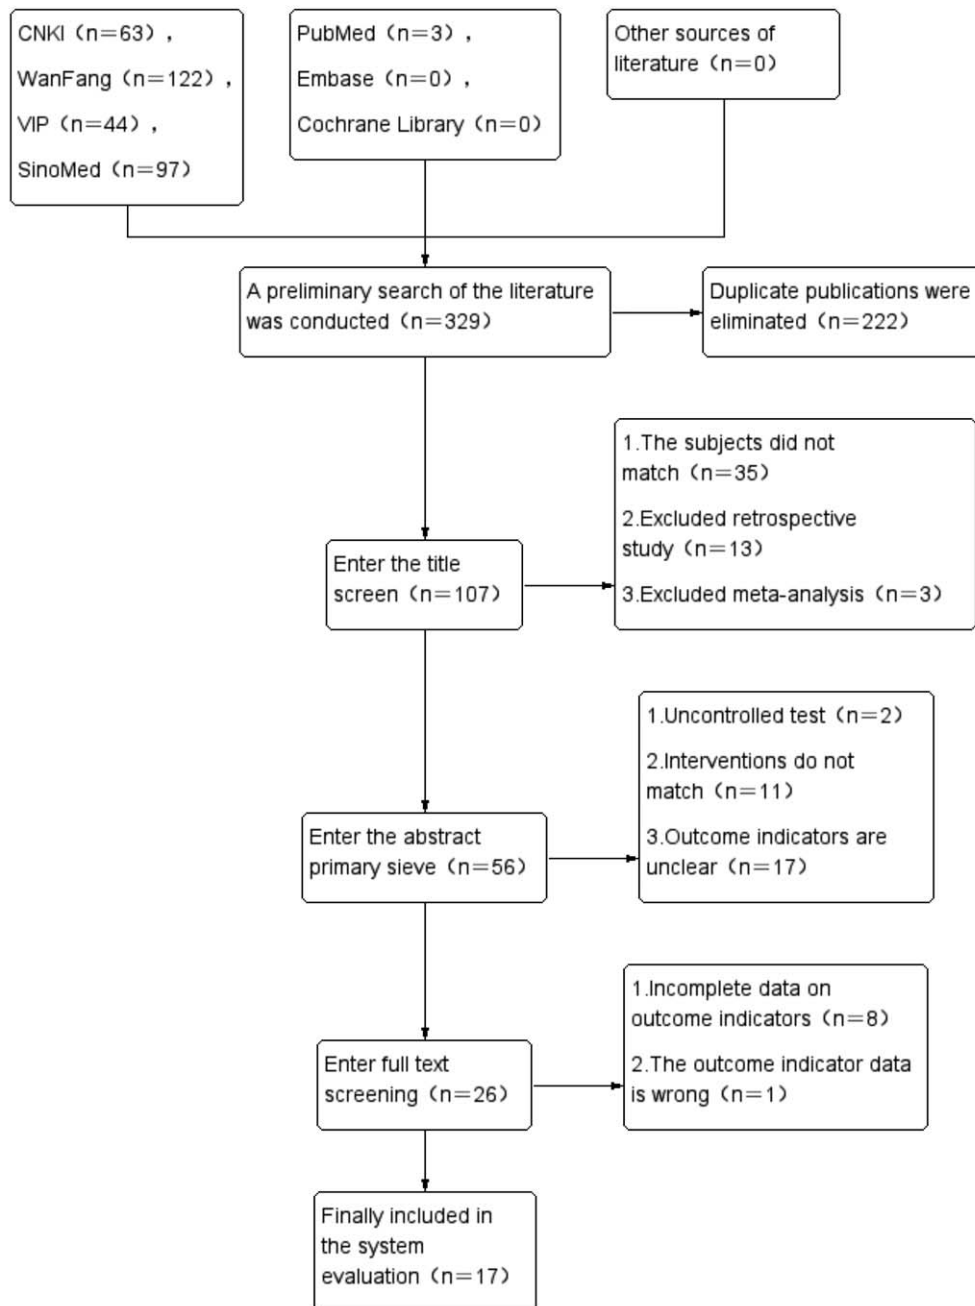 CNKI（n=63），
WanFang（n=122），
VIP（n=44），
SinoMed（n=97）
PubMed（n=3），
Embase（n=0），
Cochrane Library（n=0）
Other sources of
literature（n=0）
A preliminary search of the literature
was conducted（n=329）
Duplicate publications were
eliminated（n=222）
1.The subjects did not
match（n=35）
2.Excluded retrospective
study（n=13）
3.Excluded meta-analysis（n=3）
Enter the title
screen（n=107）
1.Uncontrolled test（n=2）
2.Interventions do not
match（n=11）
3.Outcome indicators are
unclear（n=17）
Enter the abstract
primary sieve（n=56）
1.Incomplete data on
outcome indicators（n=8）
2.The outcome indicator data
is wrong（n=1）
Enter full text
screening（n=26）
Finally included in
the system
evaluation（n=17）